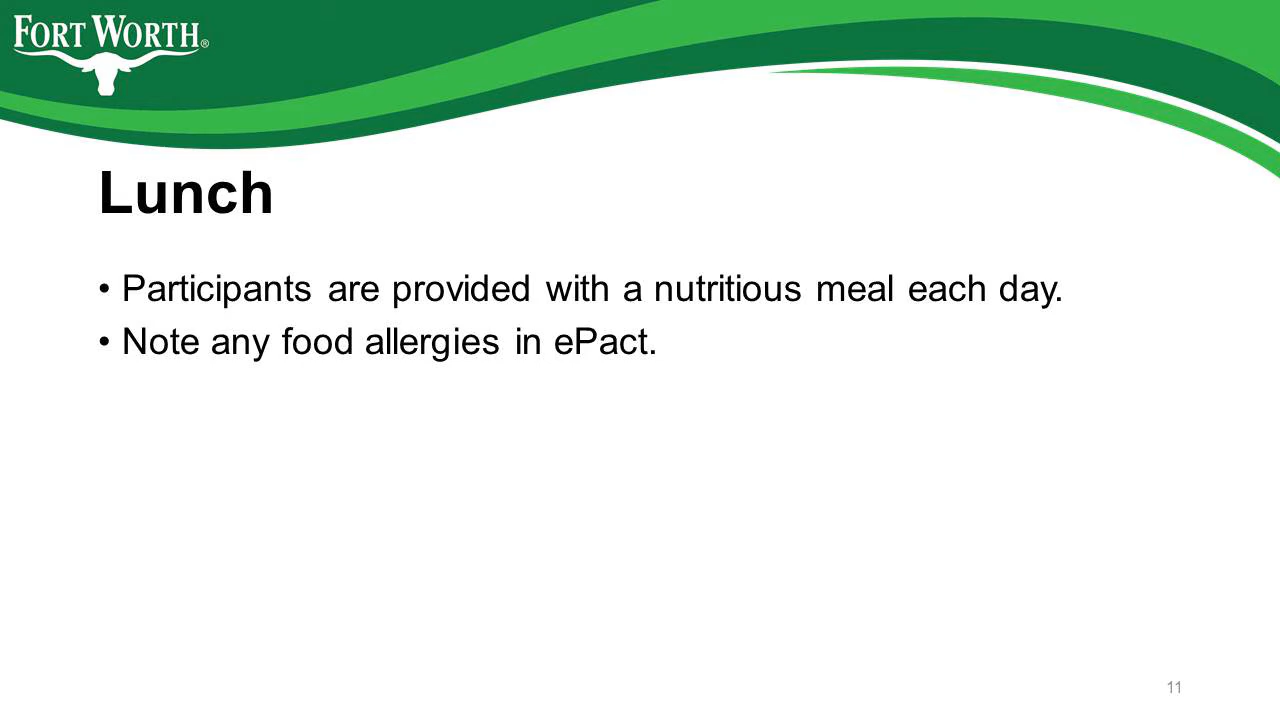 FORT WORTH®
Lunch
• Participants are provided with a nutritious meal each day.
• Note any food allergies in ePact.
11